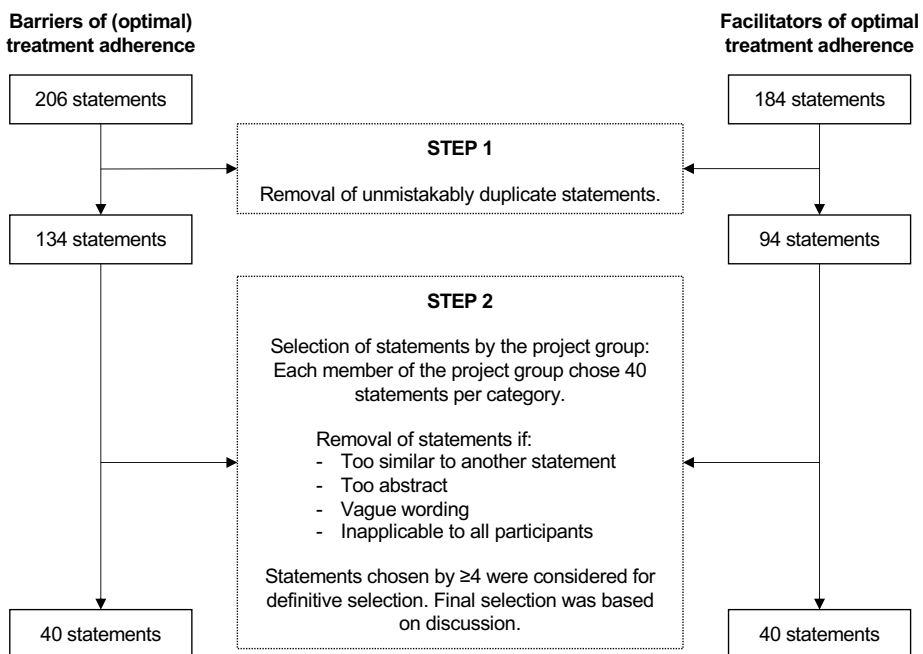 Barriers of (optimal)
treatment adherence
Facilitators of optimal
treatment adherence
206 statements
184 statements
STEP 1
Removal of unmistakably duplicate statements.
134 statements
94 statements
STEP 2
Selection of statements by the project group:
Each member of the project group chose 40
statements per category.
Removal of statements if:
- Too similar to another statement
- Too abstract
- Vague wording
- Inapplicable to all participants
Statements chosen by ≥4 were considered for
definitive selection. Final selection was based
on discussion.
40 statements
40 statements